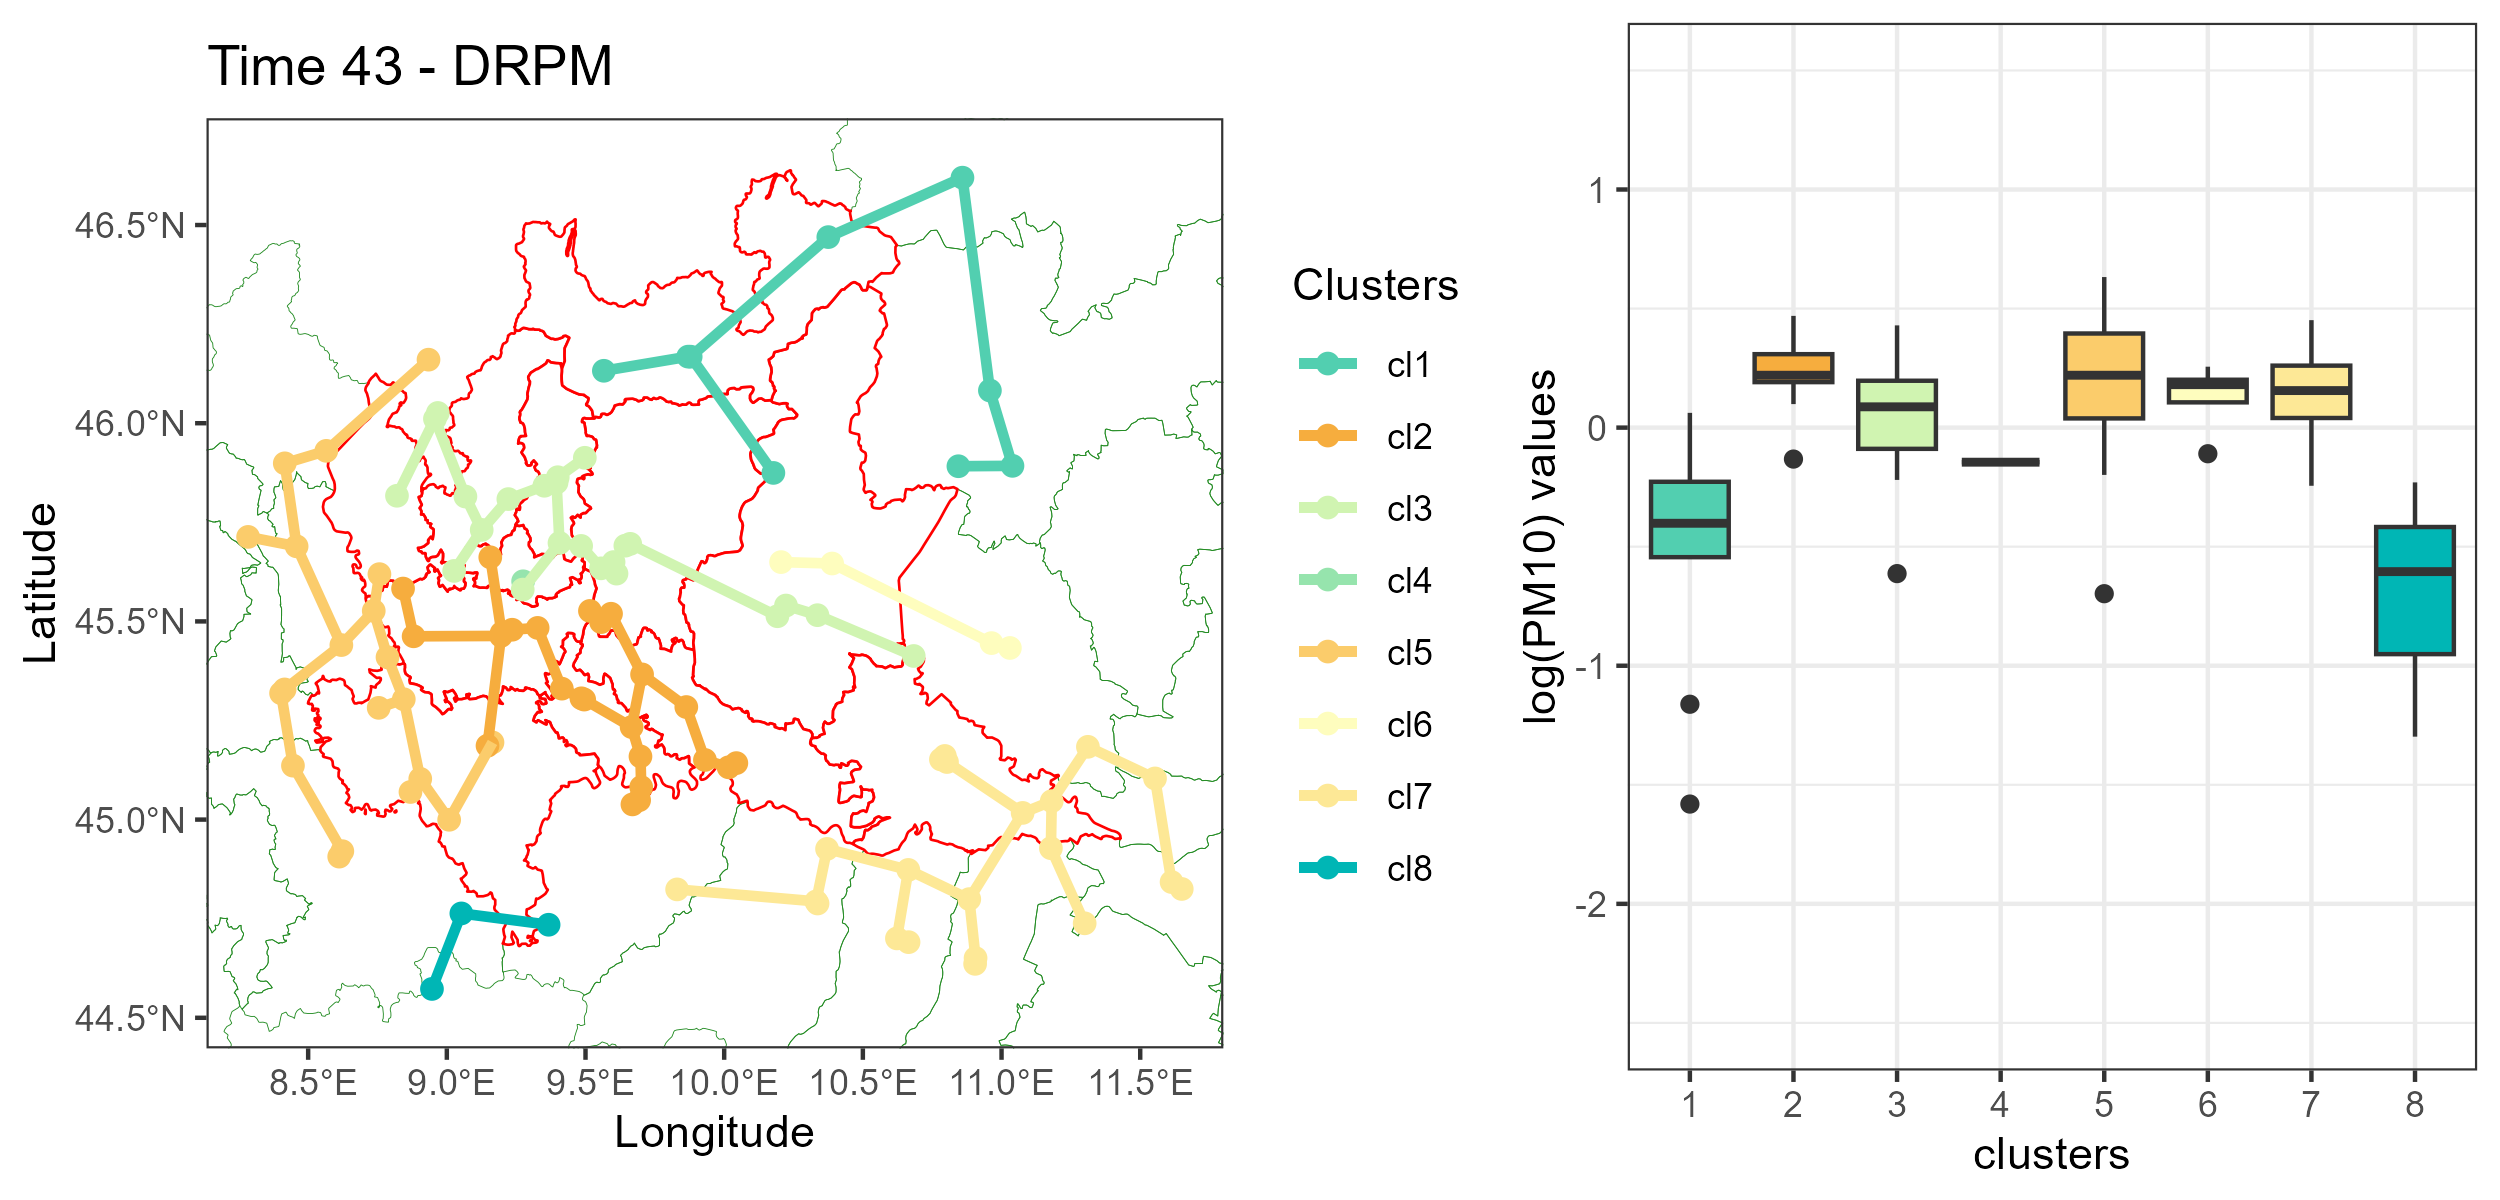 Time 43 - DRPM
46.5°N
46.0°N
45.5°N
45.0°N
44.5°N
Latitude
8.5°E 9.0°E 9.5°E 10.0°E 10.5°E 11.0°E 11.5°E
Longitude
Clusters
cl1
cl2
cl3
cl4
cl5
cl6
cl7
cl8
log(PM10) values
1
0
-1
-2
1 2 3 4 5 6 7 8
clusters